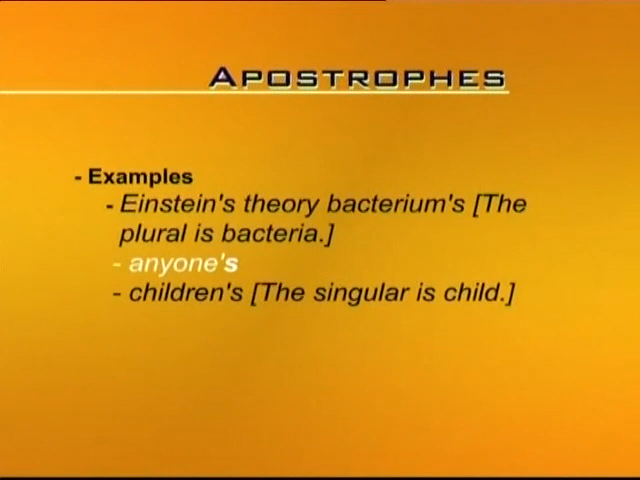 APOSTROPHES
- Examples
- Einstein's theory bacterium's [The
plural is bacteria.]
- anyone's
- children's [The singular is child.]